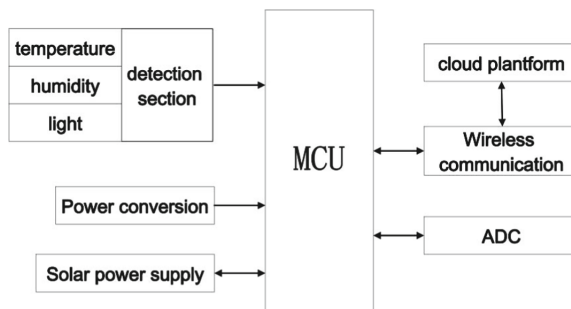 temperature
humidity
light
detection
section
Power conversion
Solar power supply
MCU
cloud plantform
Wireless
communication
ADC